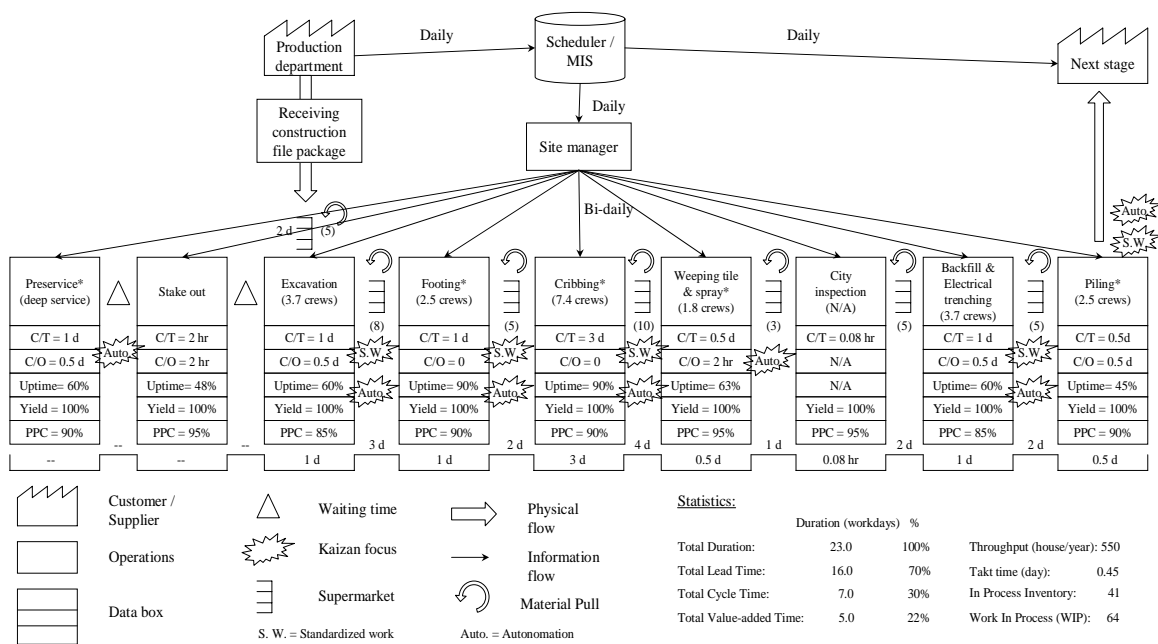 Production
department
Daily
Scheduler /
MIS
Daily
Next stage
Receiving
construction
file package
Daily
Site manager
Bi-daily
2 d
(5)
Auto
S.W.
Preservice*
(deep service)
C/T = 1 d
C/O = 0.5 d
Uptime= 60%
Yield = 100%
PPC = 90%
--
Auto
--
Stake out
C/T = 2 hr
C/O = 2 hr
Uptime= 48%
Yield = 100%
PPC = 95%
--
--
Excavation
(3.7 crews)
C/T = 1 d
C/O = 0.5 d
Uptime= 60%
Yield = 100%
PPC = 85%
1 d
(8)
S.W.
Auto
3 d
Footing*
(2.5 crews)
C/T = 1 d
C/O = 0
Uptime= 90%
Yield = 100%
PPC = 90%
1 d
(5)
S.W.
Auto
2 d
Cribbing*
(7.4 crews)
C/T = 3 d
C/O = 0
Uptime= 90%
Yield = 100%
PPC = 90%
3 d
(10)
S.W.
Auto
4 d
Weeping tile
& spray*
(1.8 crews)
C/T = 0.5 d
C/O = 2 hr
Uptime= 63%
Yield = 100%
PPC = 95%
0.5 d
(3)
Auto
1 d
City
inspection
(N/A)
C/T = 0.08 hr
N/A
N/A
Yield = 100%
PPC = 95%
0.08 hr
(5)
2 d
Backfill &
Electrical
trenching
(3.7 crews)
C/T = 1 d
C/O = 0.5 d
Uptime= 60%
Yield = 100%
PPC = 85%
1 d
(5)
S.W.
Auto
2 d
Piling*
(2.5 crews)
C/T = 0.5d
C/O = 0.5 d
Uptime= 45%
Yield = 100%
PPC = 90%
0.5 d
Customer /
Supplier
Operations
Data box
Waiting time
Kaizan focus
Supermarket
S. W. = Standardized work
Physical
flow
Information
flow
Material Pull
Auto. = Autonomation
Statistics:
Duration (workdays) %
Total Duration: 23.0 100%
Total Lead Time: 16.0 70%
Total Cycle Time: 7.0 30%
Total Value-added Time: 5.0 22%
Throughput (house/year): 550
Takt time (day): 0.45
In Process Inventory: 41
Work In Process (WIP): 64